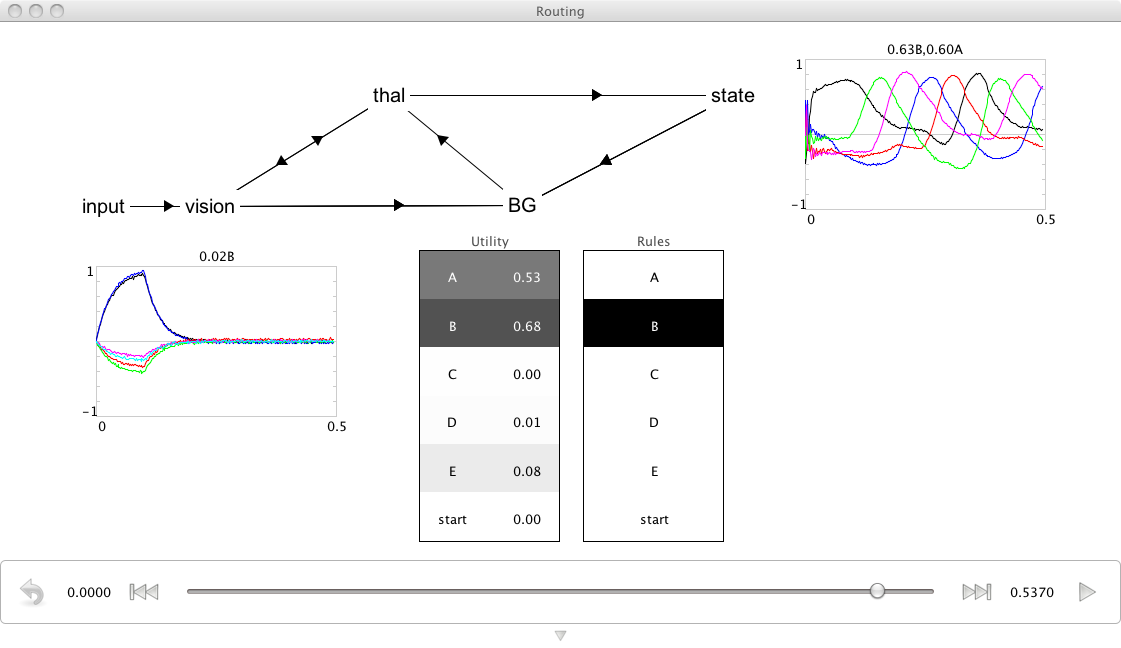 Routing
0.63B,0.60A
1
-1
0 0.5
thal
state
input
vision
BG
0.02B
1
-1
0 0.5
Utility
A 0.53
B 0.68
C 0.00
D 0.01
E 0.08
start 0.00
Rules
A
B
C
D
E
start
0.0000
0.5370